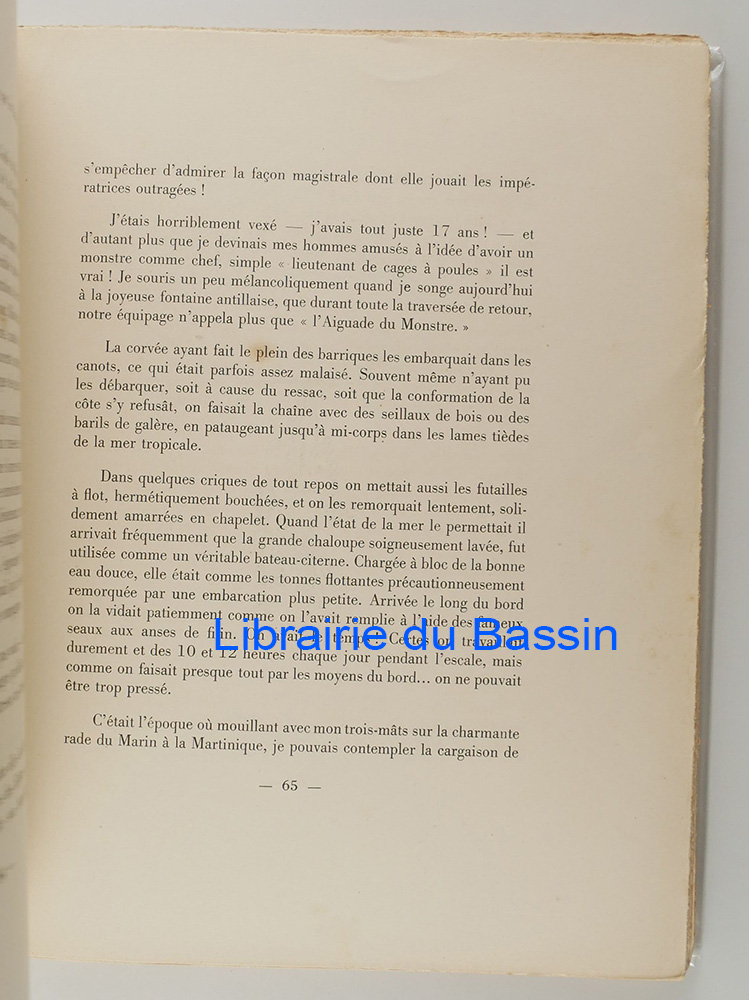 s'empêcher d'admirer la façon magistrale dont elle jouait les impé-
ratrices outragées !
J'étais horriblement vexé — j'avais tout juste 17 ans ! — et
d'autant plus que je devinais mes hommes amusés à l'idée d'avoir un
monstre comme chef, simple « lieutenant de cages à poules » il est
vrai ! Je souris un peu mélancoliquement quand je songe aujourd'hui
à la joyeuse fontaine antillaise, que durant toute la traversée de retour,
notre équipage n'appela plus que « l'Aiguade du Monstre. »
La corvée ayant fait le plein des barriques les embarquait dans les
canots, ce qui était parfois assez malaisé. Souvent même n'ayant pu
les débarquer, soit à cause du ressac, soit que la conformation de la
côte s'y refusât, on faisait la chaîne avec des seillaux de bois ou des
barils de galère, en pataugeant jusqu'à mi-corps dans les lames tièdes
de la mer tropicale.
Dans quelques criques de tout repos on mettait aussi les futailles
à flot, hermétiquement bouchées, et on les remorquait lentement, soli-
dement amarrées en chapelet. Quand l'état de la mer le permettait il
arrivait fréquemment que la grande chaloupe soigneusement lavée, fut
utilisée comme un véritable bateau-citerne. Chargée à bloc de la bonne
eau douce, elle était comme les tonnes flottantes précautionneusement
remorquée par une embarcation plus petite. Arrivée le long du bord
on la vidait patiemment comme on l'avait remplie à l'aide des fameux
seaux aux anses de filin. On avait le temps ! Certes on travaillait
durement et des 10 et 12 heures chaque jour pendant l'escale, mais
comme on faisait presque tout par les moyens du bord... on ne pouvait
être trop pressé.
C'était l'époque où mouillant avec mon trois-mâts sur la charmante
rade du Marin à la Martinique, je pouvais contempler la cargaison de
— 65 —
Librairie du Bassin